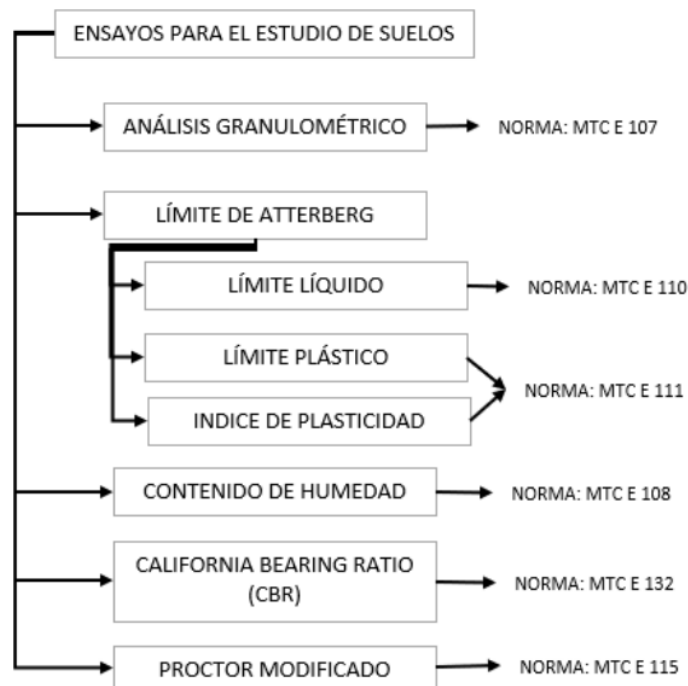 ENSAYOS PARA EL ESTUDIO DE SUELOS
ANÁLISIS GRANULOMÉTRICO
NORMA: MTC E 107
LÍMITE DE ATTERBERG
LÍMITE LÍQUIDO
NORMA: MTC E 110
LÍMITE PLÁSTICO
NORMA: MTC E 111
INDICE DE PLASTICIDAD
CONTENIDO DE HUMEDAD
NORMA: MTC E 108
CALIFORNIA BEARING RATIO
(CBR)
NORMA: MTC E 132
PROCTOR MODIFICADO
NORMA: MTC E 115